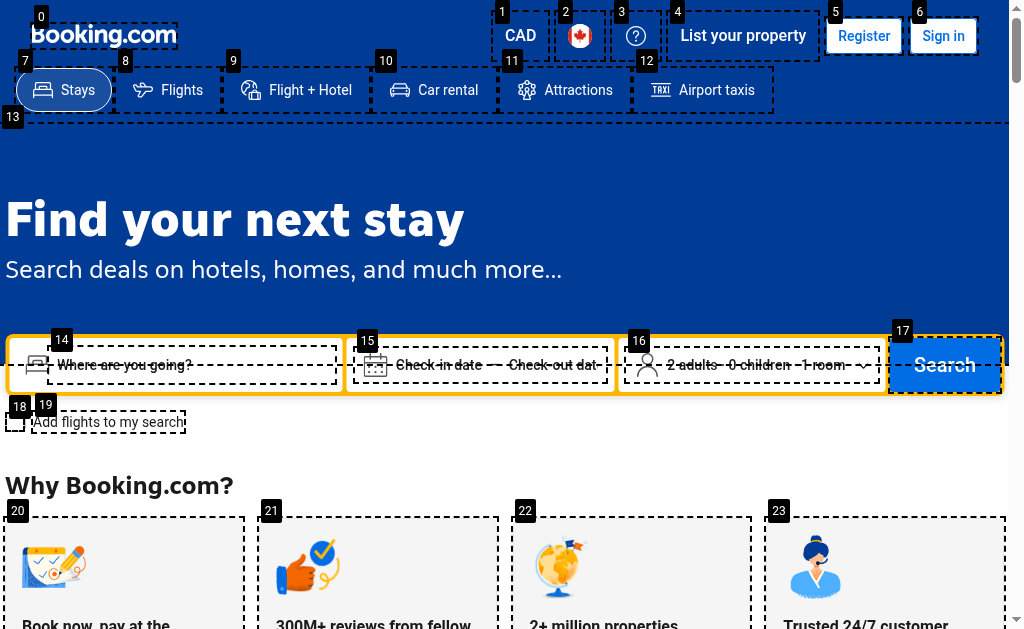 0
1
2
3
4
5
6
Booking.com
CAD
List your property
Register
Sign in
7
8
9
10
11
12
Stays
Flights
Flight + Hotel
Car rental
Attractions
TAXI
Airport taxis
13
Find your next stay
Search deals on hotels, homes, and much more...
14
15
16
17
Where are you going?
Check-in date — Check-out dat
2 adults · 0 children · 1 room
Search
18
19
Add flights to my search
Why Booking.com?
20
21
22
23
Book now, pay at the
300M+ reviews from fellow
2+ million properties
Trusted 24/7 customer